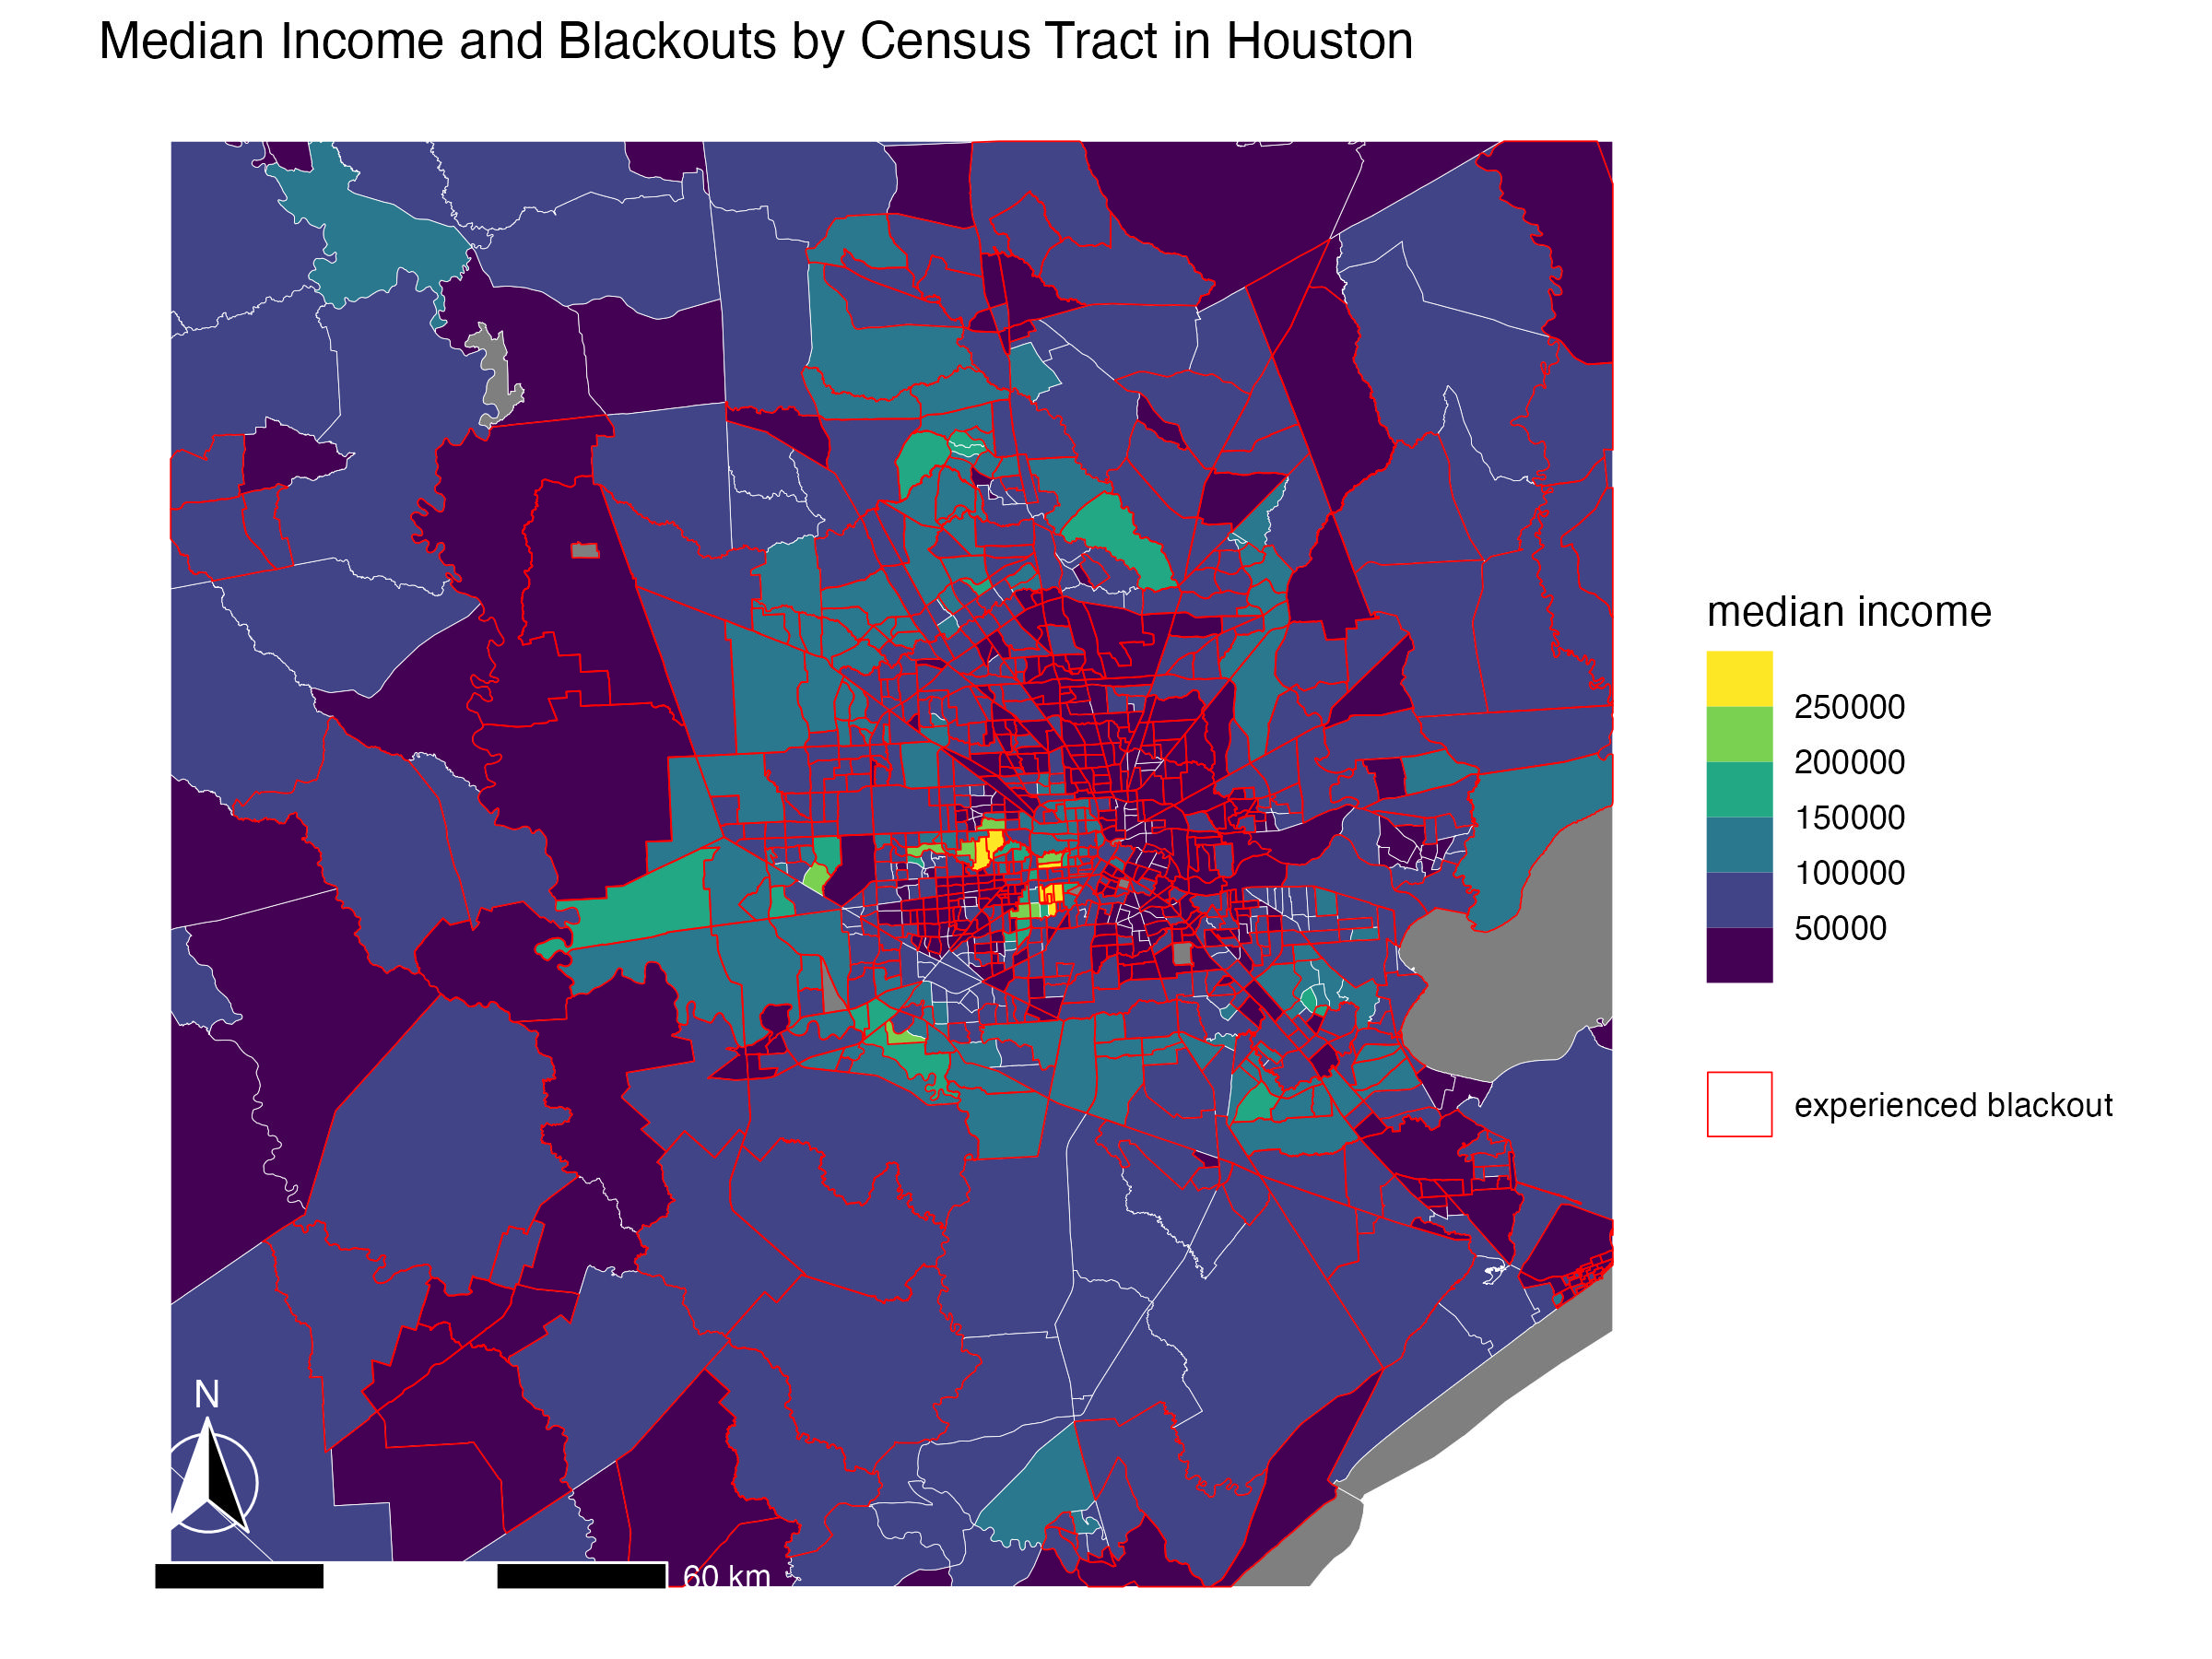 Median Income and Blackouts by Census Tract in Houston
median income
250000
200000
150000
100000
50000
experienced blackout
N
60 km